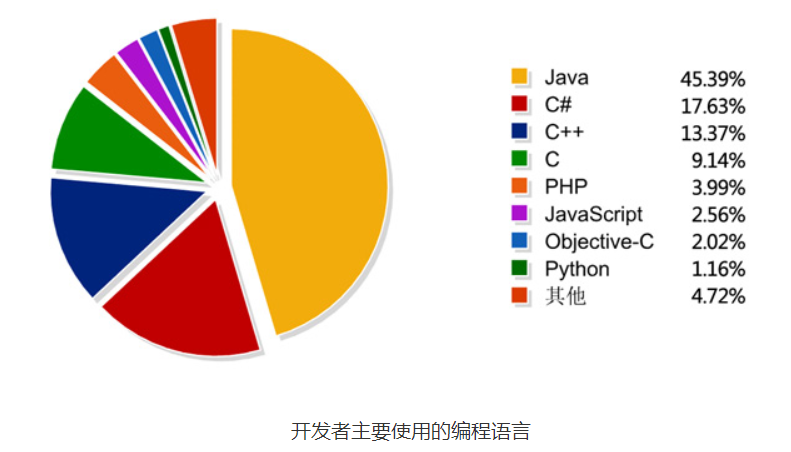 Java 45.39%
C# 17.63%
C++ 13.37%
C 9.14%
PHP 3.99%
JavaScript 2.56%
Objective-C 2.02%
Python 1.16%
其他 4.72%
开发者主要使用的编程语言